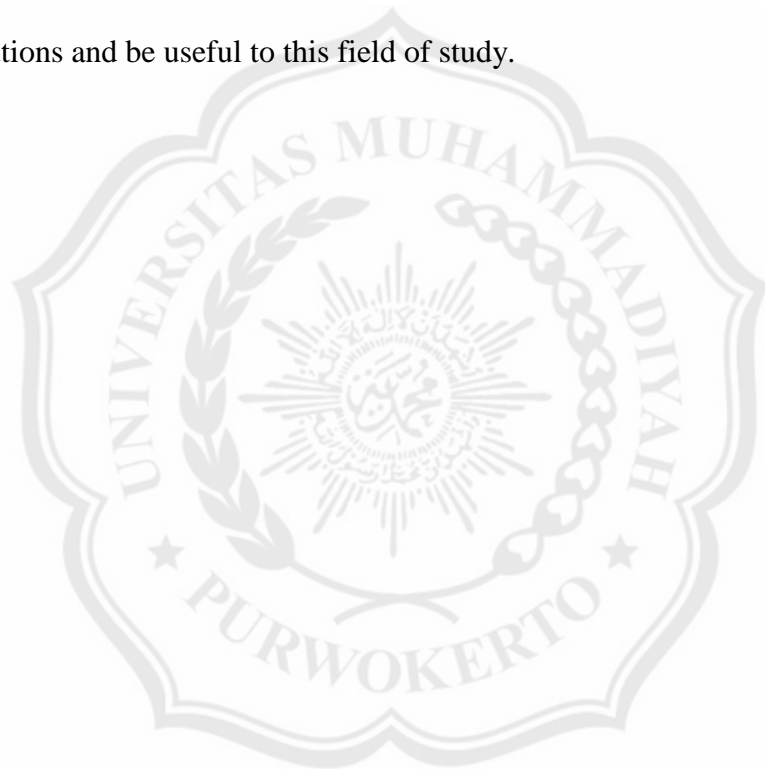 tions and be useful to this field of study.
UNIVERSITAS MUHAMMADIYAH
PURWOKERTO